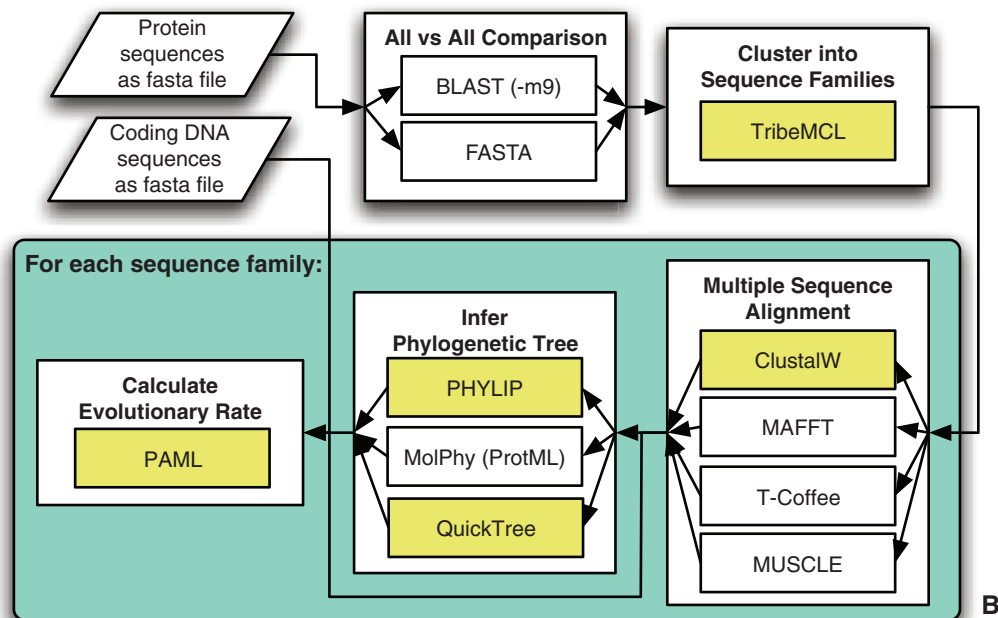 Protein
sequences
as fasta file
Coding DNA
sequences
as fasta file
All vs All Comparison
BLAST (-m9)
FASTA
Cluster into
Sequence Families
TribeMCL
For each sequence family:
Multiple Sequence
Alignment
ClustalW
MAFFT
T-Coffee
MUSCLE
Infer
Phylogenetic Tree
PHYLIP
MolPhy (ProtML)
QuickTree
Calculate
Evolutionary Rate
PAML
B